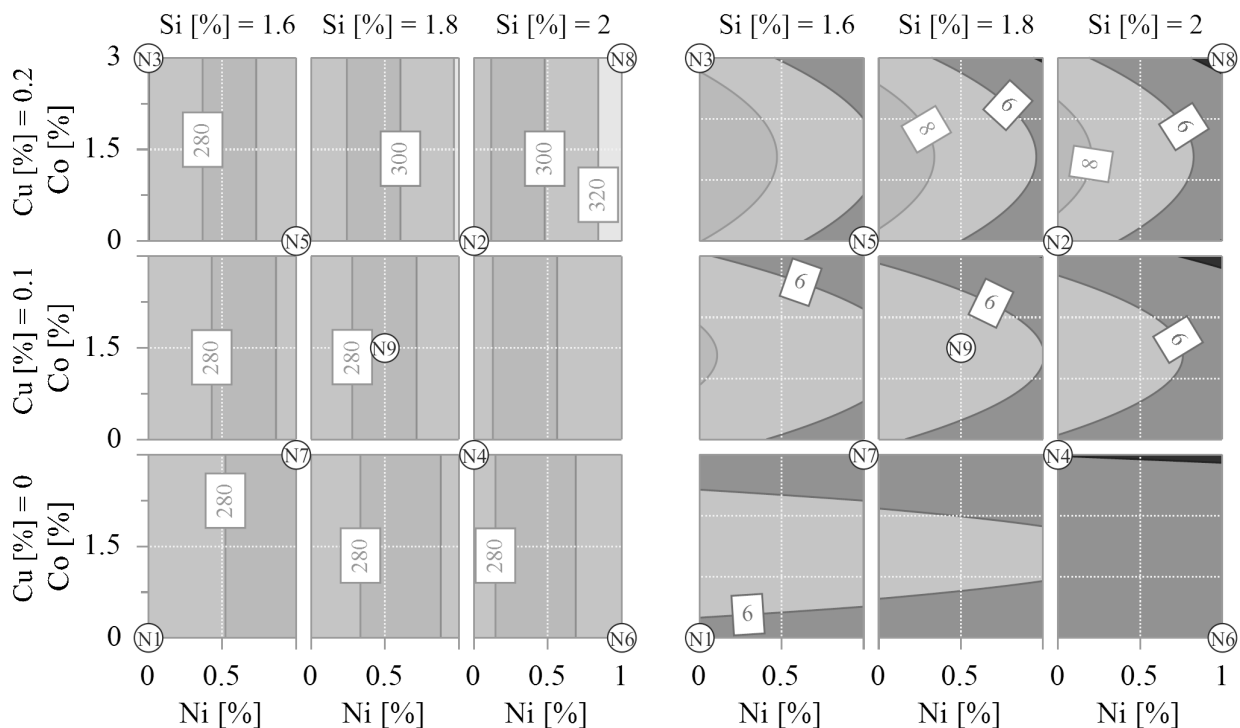 Si [%] = 1.6 Si [%] = 1.8 Si [%] = 2 Si [%] = 1.6 Si [%] = 1.8 Si [%] = 2
Cu [%] = 0.2
Co [%]
3
1.5
0
N3 N8 N3 N8
280 300 300 320 8 6 8 6
N5 N2 N5 N2
Cu [%] = 0.1
Co [%]
1.5
0
280 280 N9 6 6 N9 6
N7 N4 N7 N4
Cu [%] = 0
Co [%]
1.5
0
280 280 280 6
N1 N6 N1 N6
0 0.5 0 0.5 0 0.5 1 0 0.5 0 0.5 0 0.5 1
Ni [%] Ni [%] Ni [%] Ni [%] Ni [%] Ni [%]